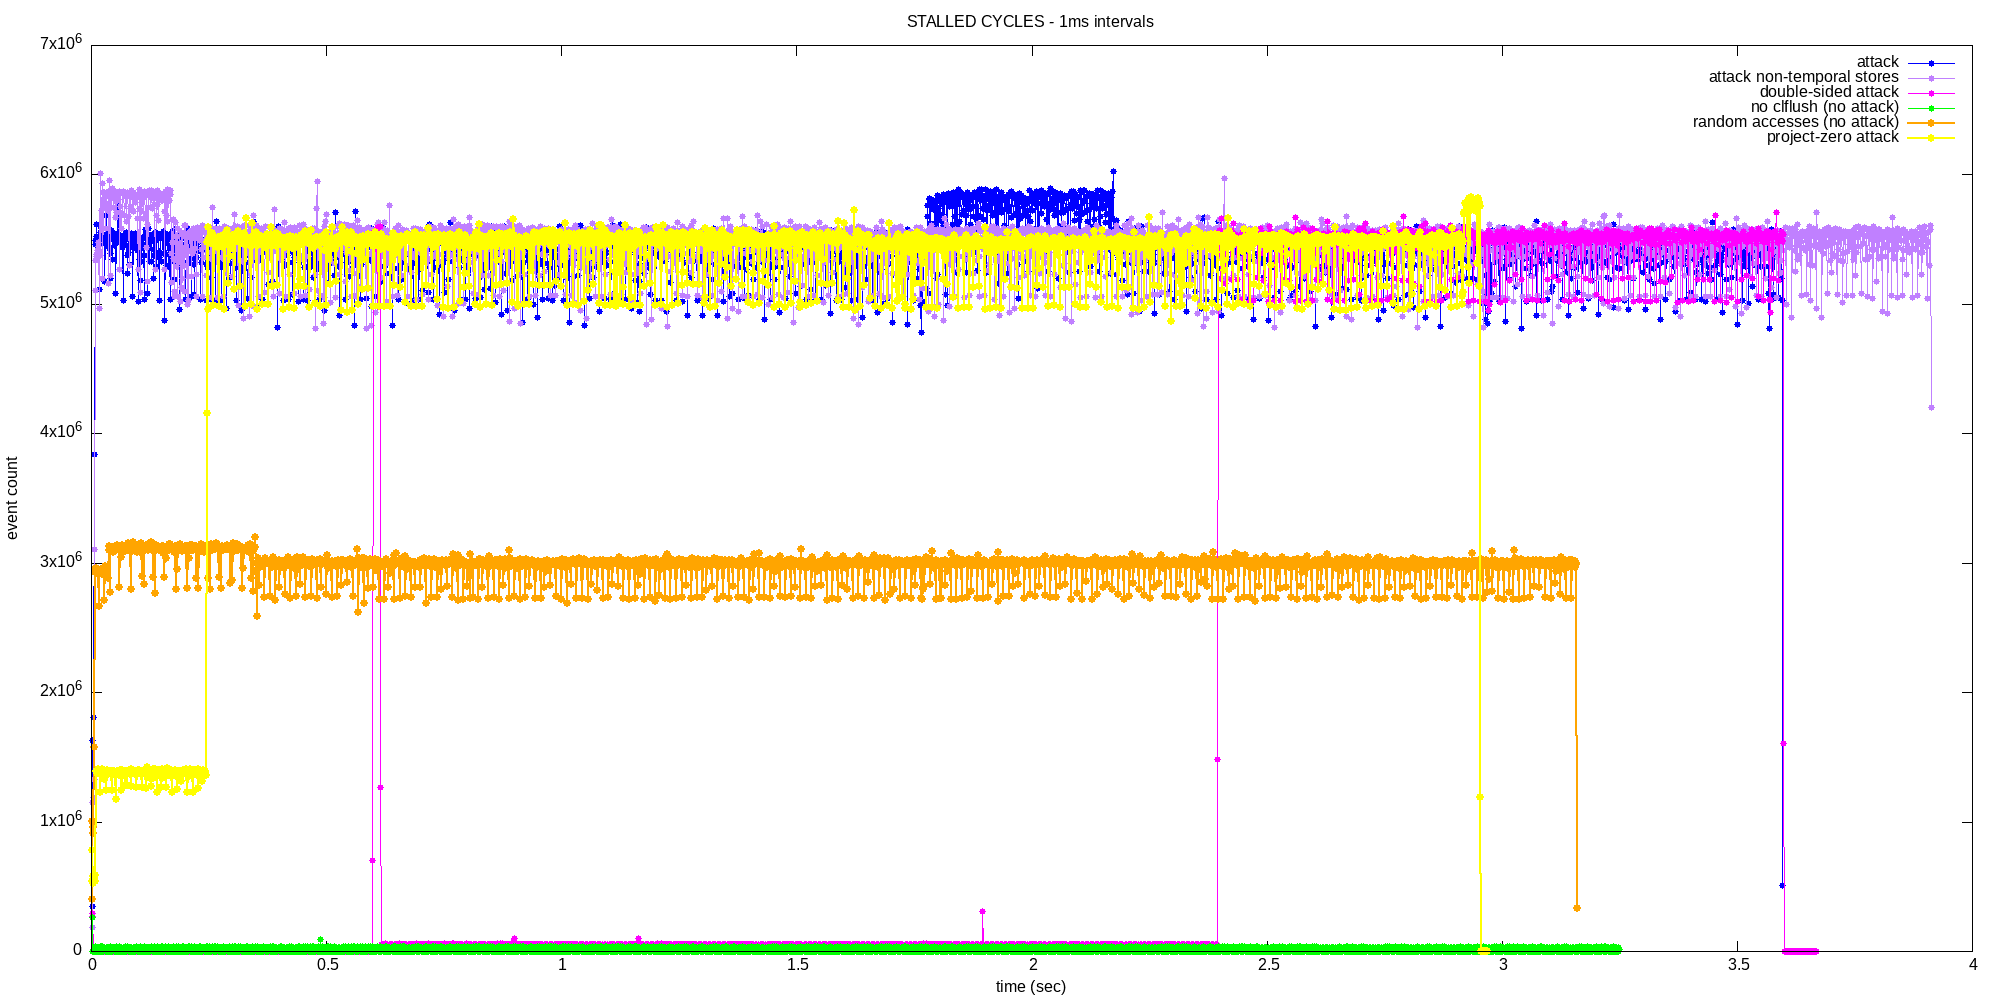 STALLED CYCLES - 1ms intervals
7x10^6
6x10^6
5x10^6
4x10^6
3x10^6
2x10^6
1x10^6
0
event count
attack
attack non-temporal stores
double-sided attack
no clflush (no attack)
random accesses (no attack)
project-zero attack
0 0.5 1 1.5 2 2.5 3 3.5 4
time (sec)